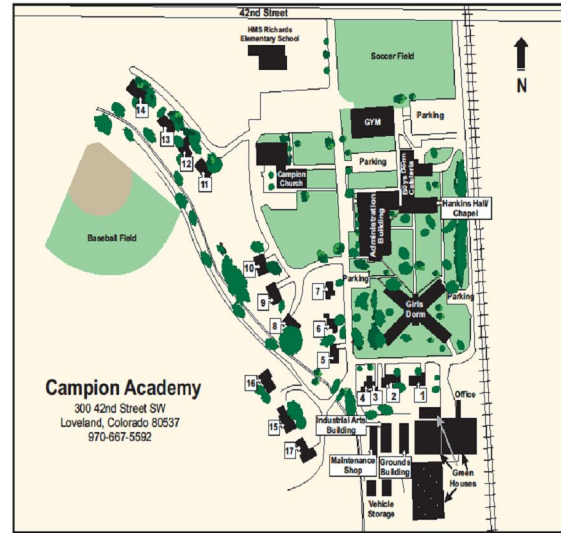 42nd Street
HMS Richards
Elementary School
Soccer Field
N
14
GYM
Parking
13
12
Parking
11
Campion
Church
Boys Dorm
Cafeteria
Hankins Hall/
Chapel
Administration
Building
Baseball Field
10
Parking
9
7
Parking
Girls
Dorm
8
6
5
Campion Academy
300 42nd Street SW
Loveland, Colorado 80537
970-667-5592
16
4
3
2
1
Office
15
Industrial Arts
Building
17
Maintenance
Shop
Grounds
Building
Green
Houses
Vehicle
Storage